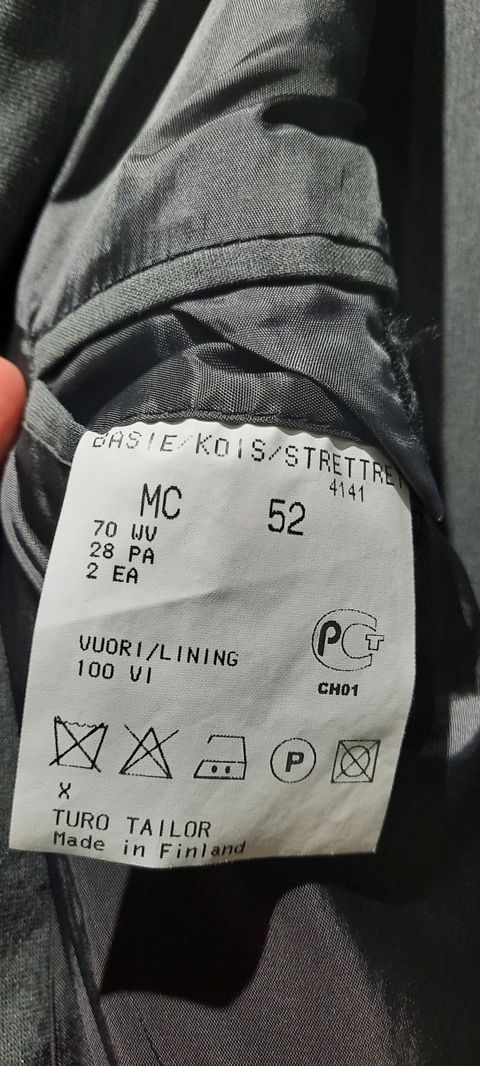 BASIE/KOIS/STRETTRET
4141
MC 52
70 WV
28 PA
2 EA
VUORI/LINING
100 VI
PCT
CH01
P
X
TURO TAILOR
Made in Finland